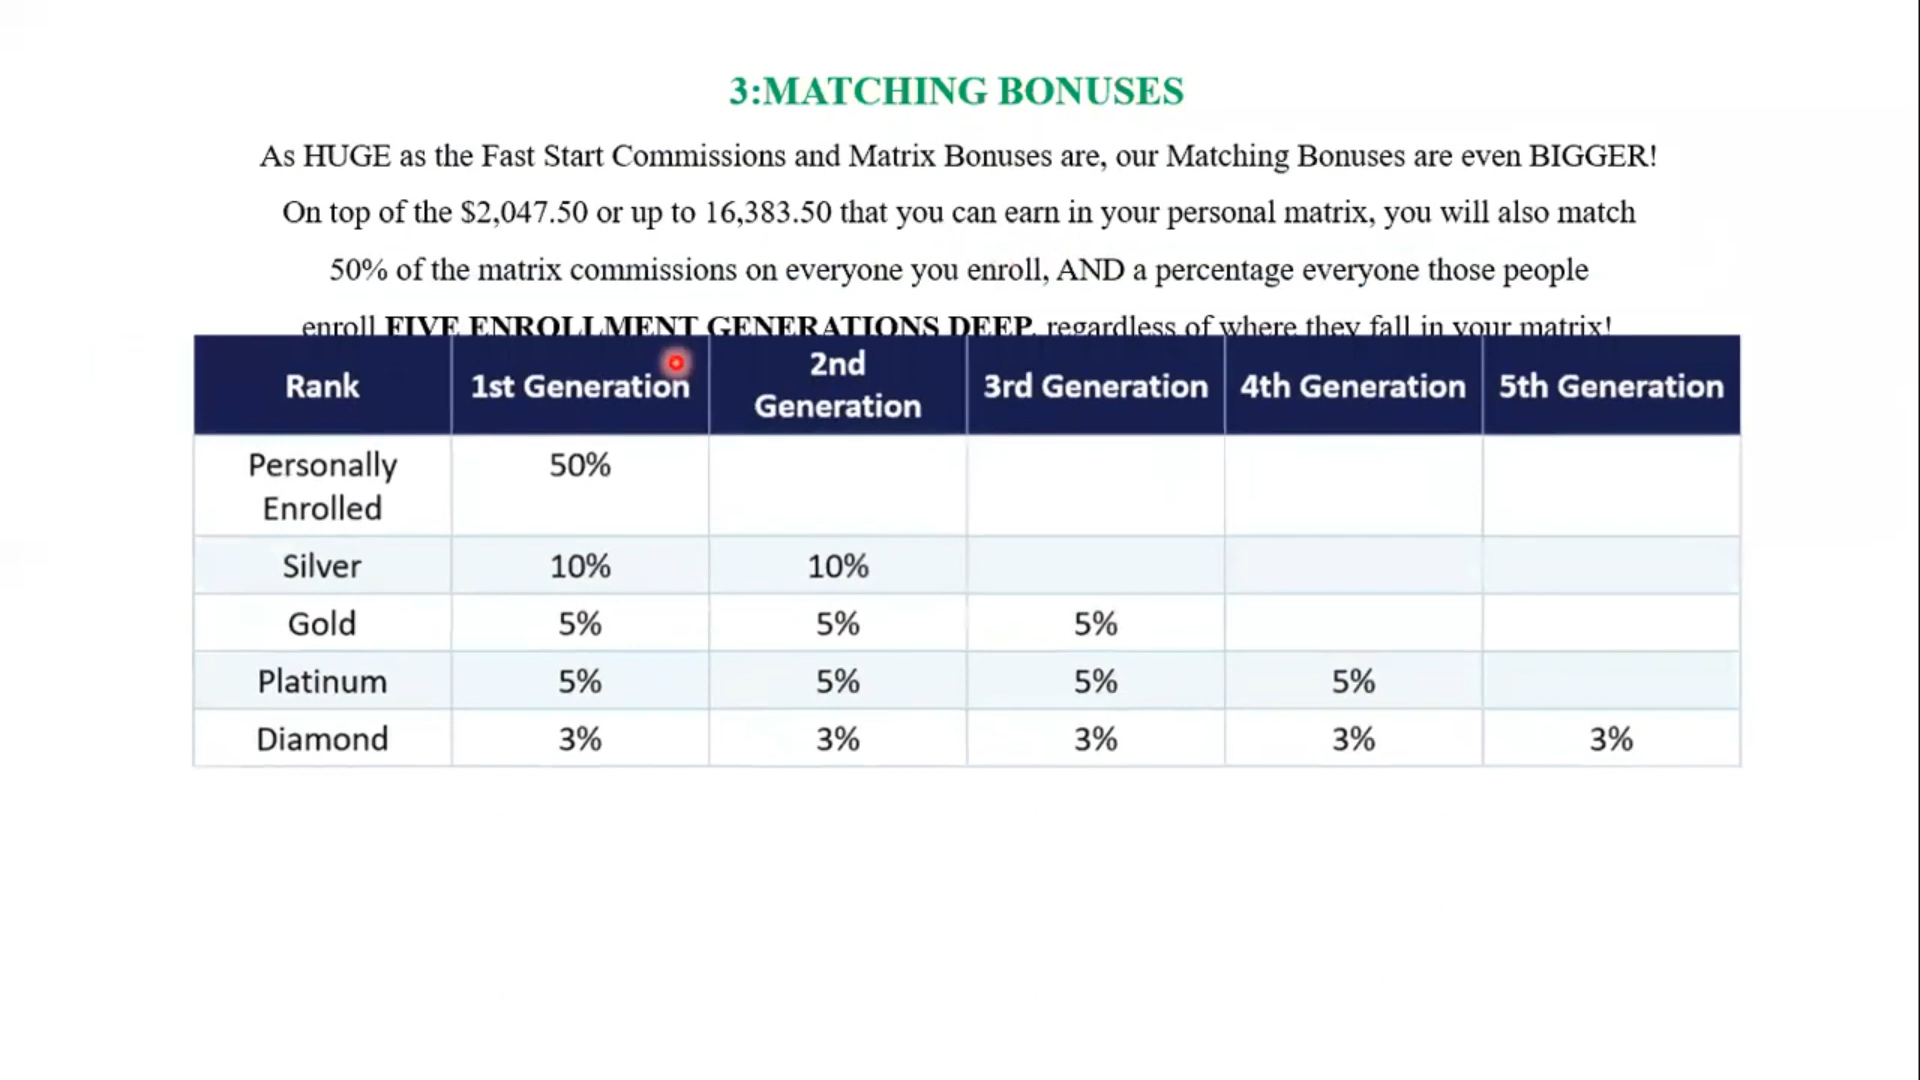 3:MATCHING BONUSES
As HUGE as the Fast Start Commissions and Matrix Bonuses are, our Matching Bonuses are even BIGGER!
On top of the $2,047.50 or up to 16,383.50 that you can earn in your personal matrix, you will also match
50% of the matrix commissions on everyone you enroll, AND a percentage everyone those people
enroll FIVE ENROLLMENT GENERATIONS DEEP, regardless of where they fall in your matrix!
Rank 1st Generation 2nd Generation 3rd Generation 4th Generation 5th Generation
Personally Enrolled 50%
Silver 10% 10%
Gold 5% 5% 5%
Platinum 5% 5% 5% 5%
Diamond 3% 3% 3% 3% 3%